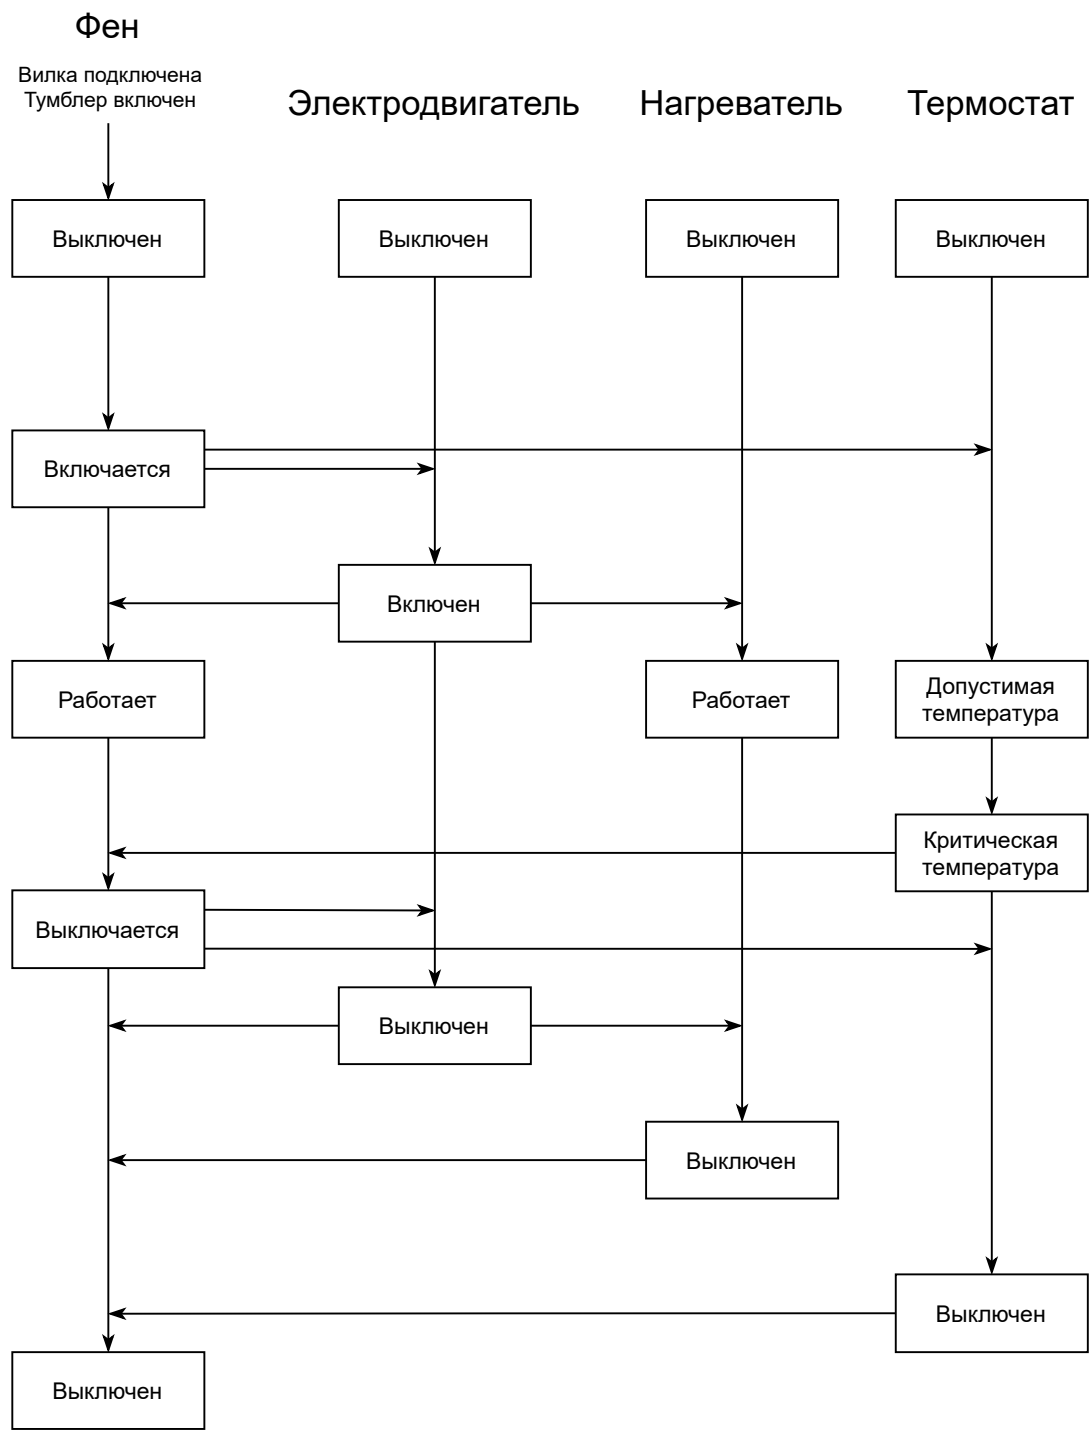 Фен
Вилка подключена
Тумблер включен
Электродвигатель
Нагреватель
Термостат
Выключен
Выключен
Выключен
Выключен
Включается
Включен
Работает
Работает
Допустимая
температура
Критическая
температура
Выключается
Выключен
Выключен
Выключен
Выключен